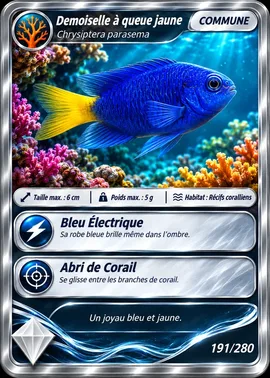 Demoiselle à queue jaune
COMMUNE
Chrysiptera parasema
Taille max. : 6 cm
Poids max. : 5 g
Habitat : Récifs coralliens
Bleu Électrique
Sa robe bleue brille même dans l'ombre.
Abri de Corail
Se glisse entre les branches de corail.
Un joyau bleu et jaune.
191/280